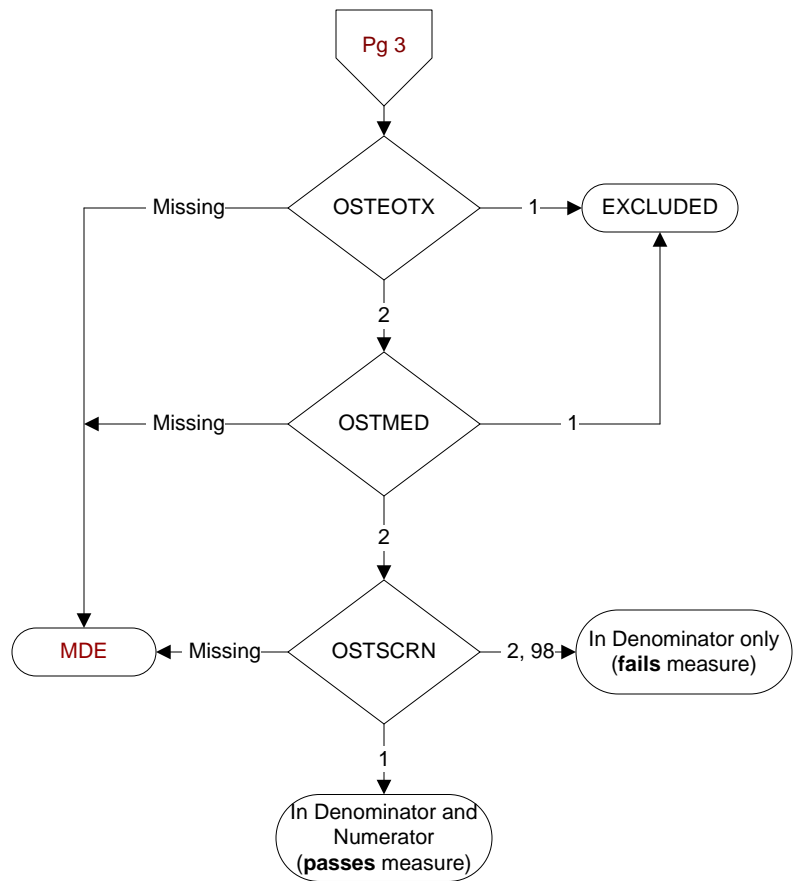 Pg 3
Missing
OSTEOTX
1
EXCLUDED
2
Missing
OSTMED
1
2
MDE
Missing
OSTSCRN
2, 98
In Denominator only
(fails measure)
1
In Denominator and
Numerator
(passes measure)